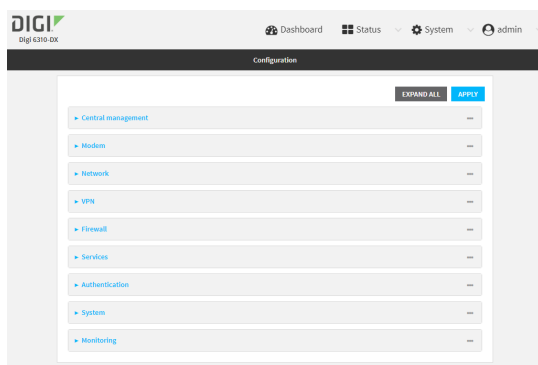 DIGI
Digi 6310-DX
Dashboard Status System admin
Configuration
EXPAND ALL APPLY
Central management
Modem
Network
VPN
Firewall
Services
Authentication
System
Monitoring